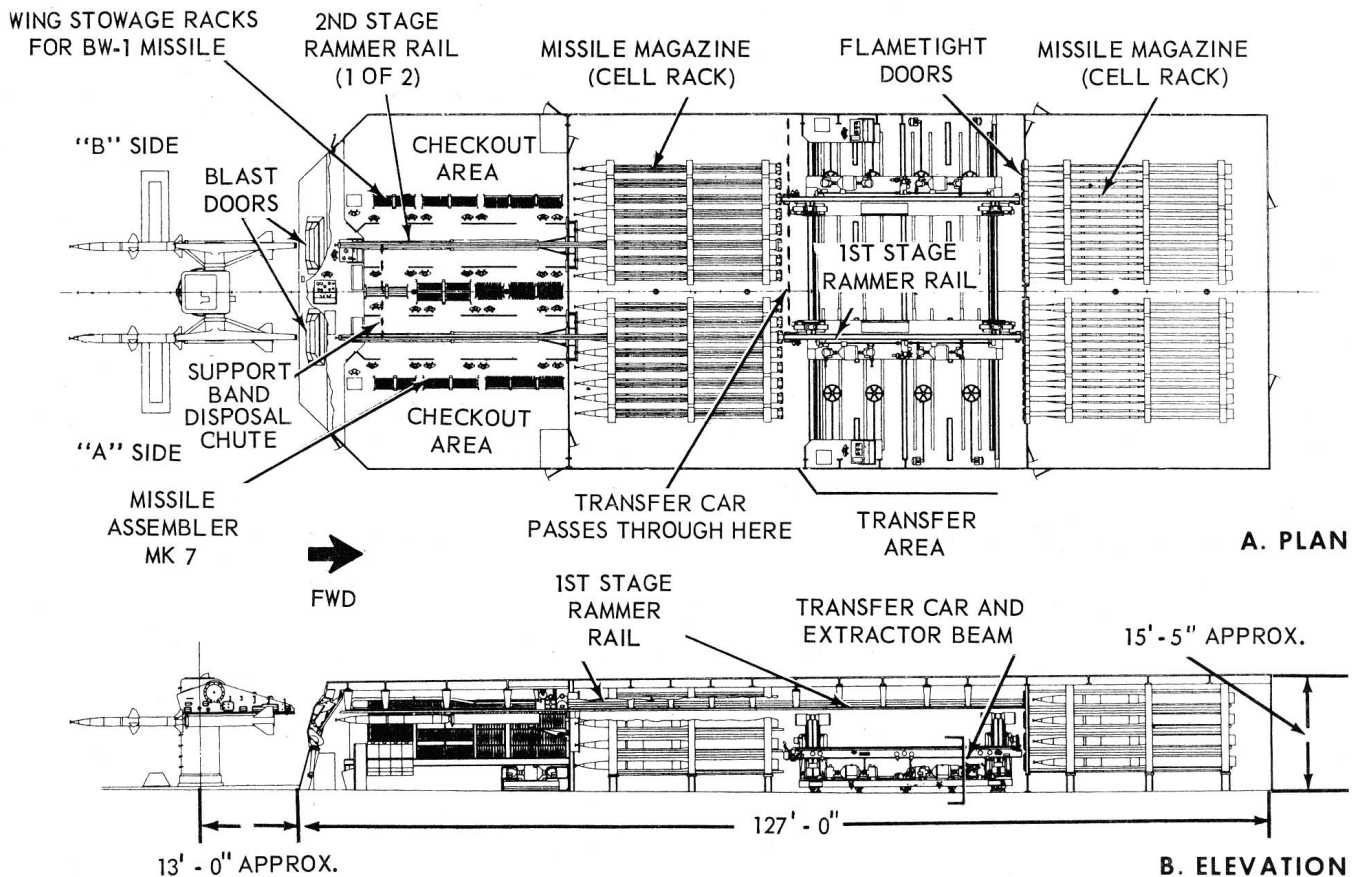 WING STOWAGE RACKS
FOR BW-1 MISSILE
2ND STAGE
RAMMER RAIL
(1 OF 2)
MISSILE MAGAZINE
(CELL RACK)
FLAMETIGHT
DOORS
MISSILE MAGAZINE
(CELL RACK)
"B" SIDE
BLAST
DOORS
CHECKOUT
AREA
1ST STAGE
RAMMER RAIL
SUPPORT
BAND
DISPOSAL
CHUTE
CHECKOUT
AREA
"A" SIDE
MISSILE
ASSEMBLER
MK 7
TRANSFER CAR
PASSES THROUGH HERE
TRANSFER
AREA
A. PLAN
FWD
1ST STAGE
RAMMER
RAIL
TRANSFER CAR AND
EXTRACTOR BEAM
15'-5" APPROX.
127'-0"
13'-0" APPROX.
B. ELEVATION